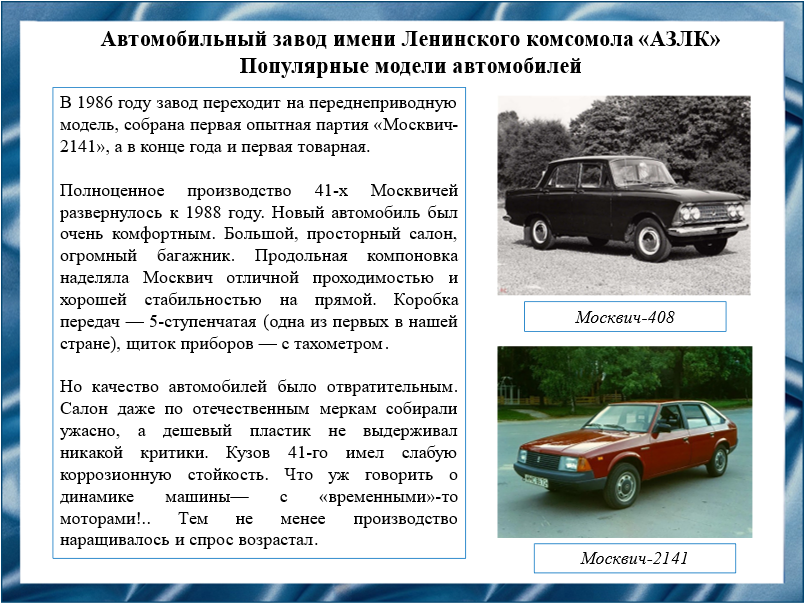 Автомобильный завод имени Ленинского комсомола «АЗЛК»
Популярные модели автомобилей
В 1986 году завод переходит на переднеприводную
модель, собрана первая опытная партия «Москвич-
2141», а в конце года и первая товарная.
Полноценное производство 41-х Москвичей
развернулось к 1988 году. Новый автомобиль был
очень комфортным. Большой, просторный салон,
огромный багажник. Продольная компоновка
наделяла Москвич отличной проходимостью и
хорошей стабильностью на прямой. Коробка
передач — 5-ступенчатая (одна из первых в нашей
стране), щиток приборов — с тахометром.
Но качество автомобилей было отвратительным.
Салон даже по отечественным меркам собирали
ужасно, а дешевый пластик не выдерживал
никакой критики. Кузов 41-го имел слабую
коррозионную стойкость. Что уж говорить о
динамике машины— с «временными»-то
моторами!.. Тем не менее производство
наращивалось и спрос возрастал.
Москвич-408
Москвич-2141